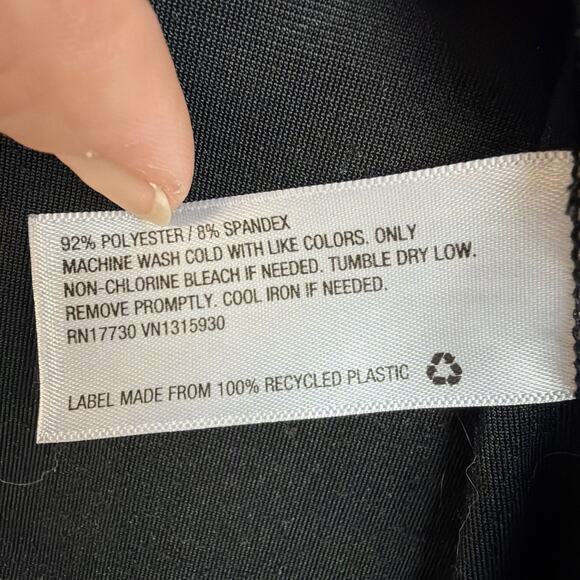 92% POLYESTER / 8% SPANDEX
MACHINE WASH COLD WITH LIKE COLORS. ONLY
NON-CHLORINE BLEACH IF NEEDED. TUMBLE DRY LOW.
REMOVE PROMPTLY. COOL IRON IF NEEDED.
RN17730 VN1315930
LABEL MADE FROM 100% RECYCLED PLASTIC